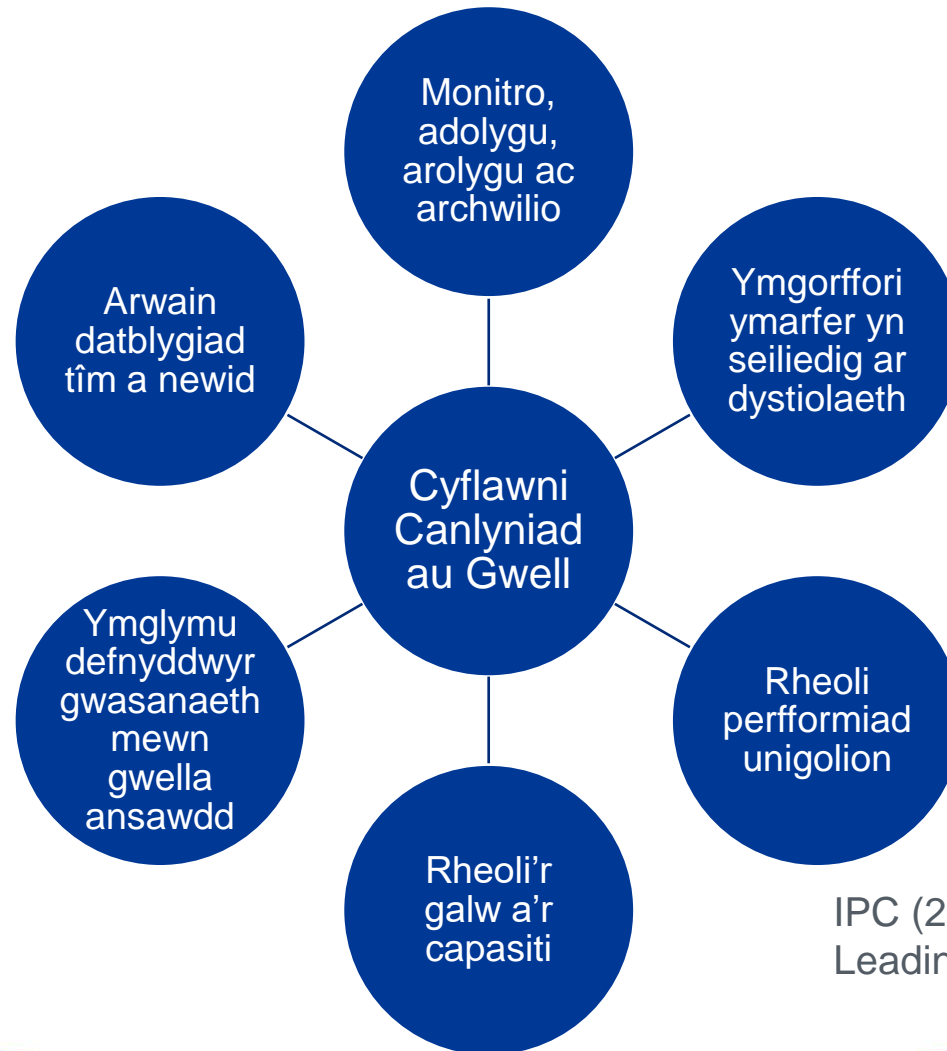 Monitro,
adolygu,
arolygu ac
archwilio
Ymgorffori
ymarfer yn
seiliedig ar
dystiolaeth
Rheoli
perfformiad
unigolion
Rheoli’r
galw a’r
capasiti
Ymglymu
defnyddwyr
gwasanaeth
mewn
gwella
ansawdd
Arwain
datblygiad
tîm a newid
Cyflawni
Canlyniad
au Gwell
IPC (2
Leadin